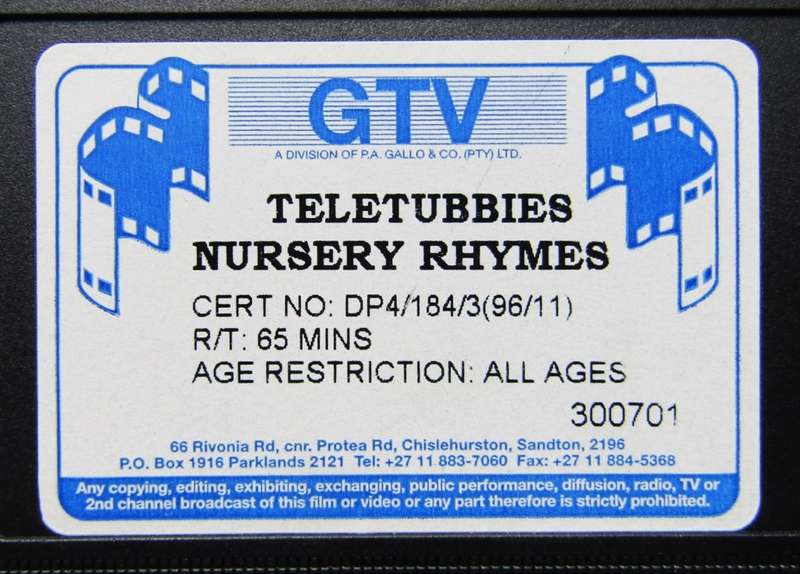 GTV
A DIVISION OF P.A. GALLO & CO. (PTY) LTD.
TELETUBBIES
NURSERY RHYMES
CERT NO: DP4/184/3(96/11)
R/T: 65 MINS
AGE RESTRICTION: ALL AGES
300701
66 Rivonia Rd, cnr. Protea Rd, Chislehurston, Sandton, 2196
P.O. Box 1916 Parklands 2121 Tel: +27 11 883-7060 Fax: +27 11 884-5368
Any copying, editing, exhibiting, exchanging, public performance, diffusion, radio, TV or
2nd channel broadcast of this film or video or any part therefore is strictly prohibited.